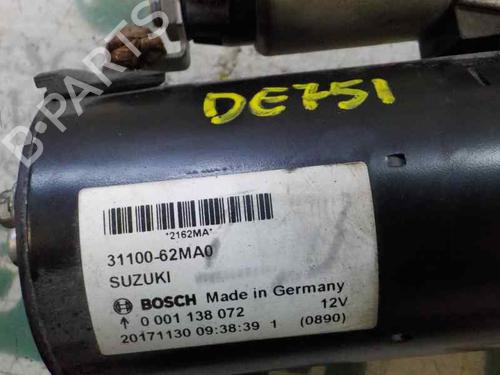 DE751
B-PARTS
*2162MA*
31100-62MA0
SUZUKI
BOSCH Made in Germany
0 001 138 072 12V
20171130 09:38:39 1 (0890)